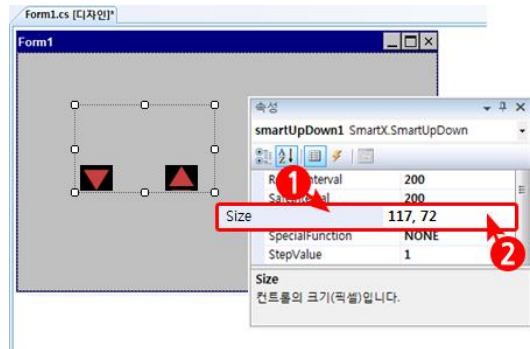 Form1.cs [디자인]*
Form1
속성
smartUpDown1 SmartX.SmartUpDown
Interval 200
200
1
Size 117, 72
2
SpecialFunction NONE
StepValue 1
Size
컨트롤의 크기(픽셀)입니다.